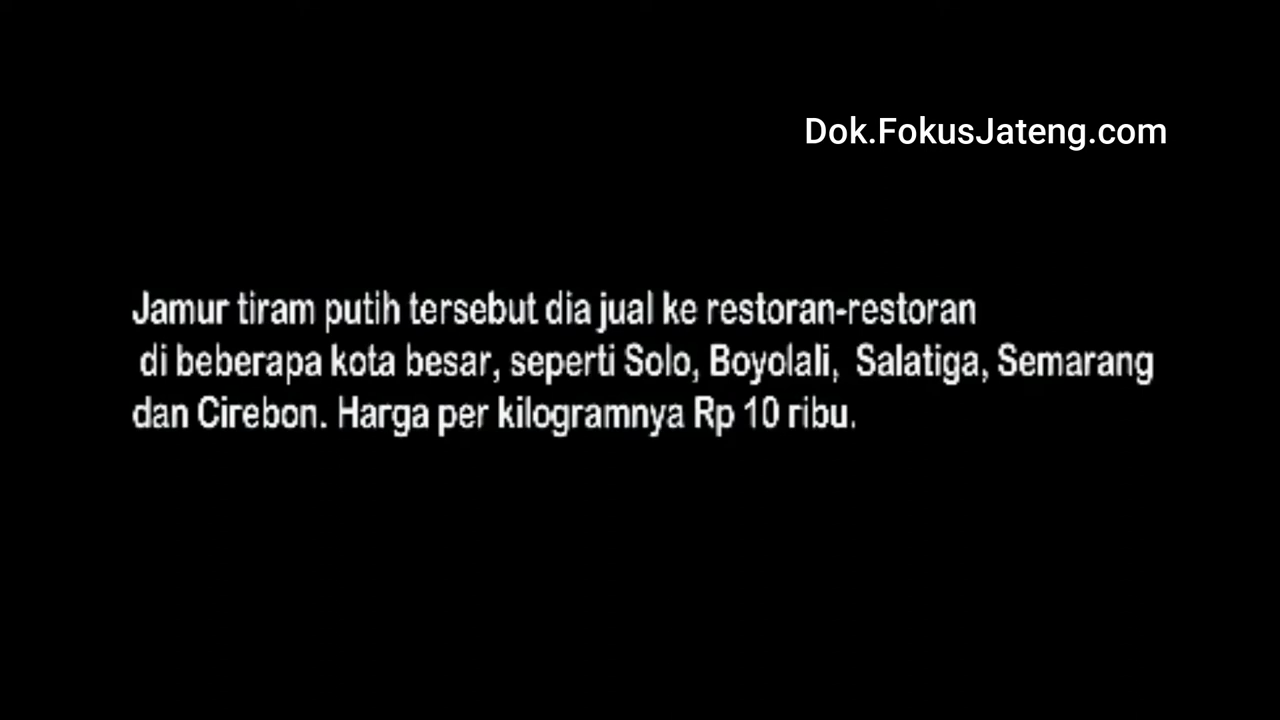 Dok.FokusJateng.com
Jamur tiram putih tersebut dia jual ke restoran-restoran
di beberapa kota besar, seperti Solo, Boyolali, Salatiga, Semarang
dan Cirebon. Harga per kilogramnya Rp 10 ribu.